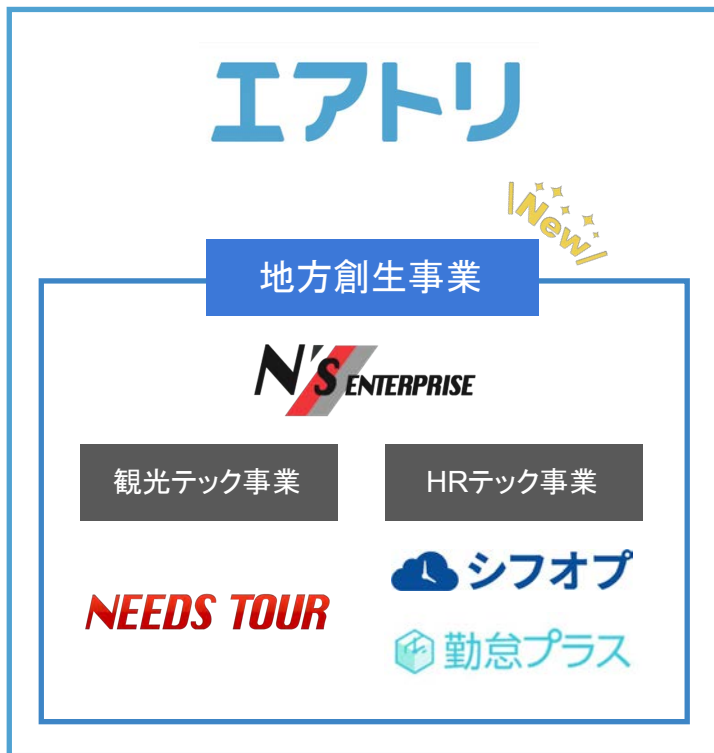 エアトリ
\New/
地方創生事業
N's ENTERPRISE
観光テック事業
HRテック事業
NEEDS TOUR
シフオプ
勤怠プラス